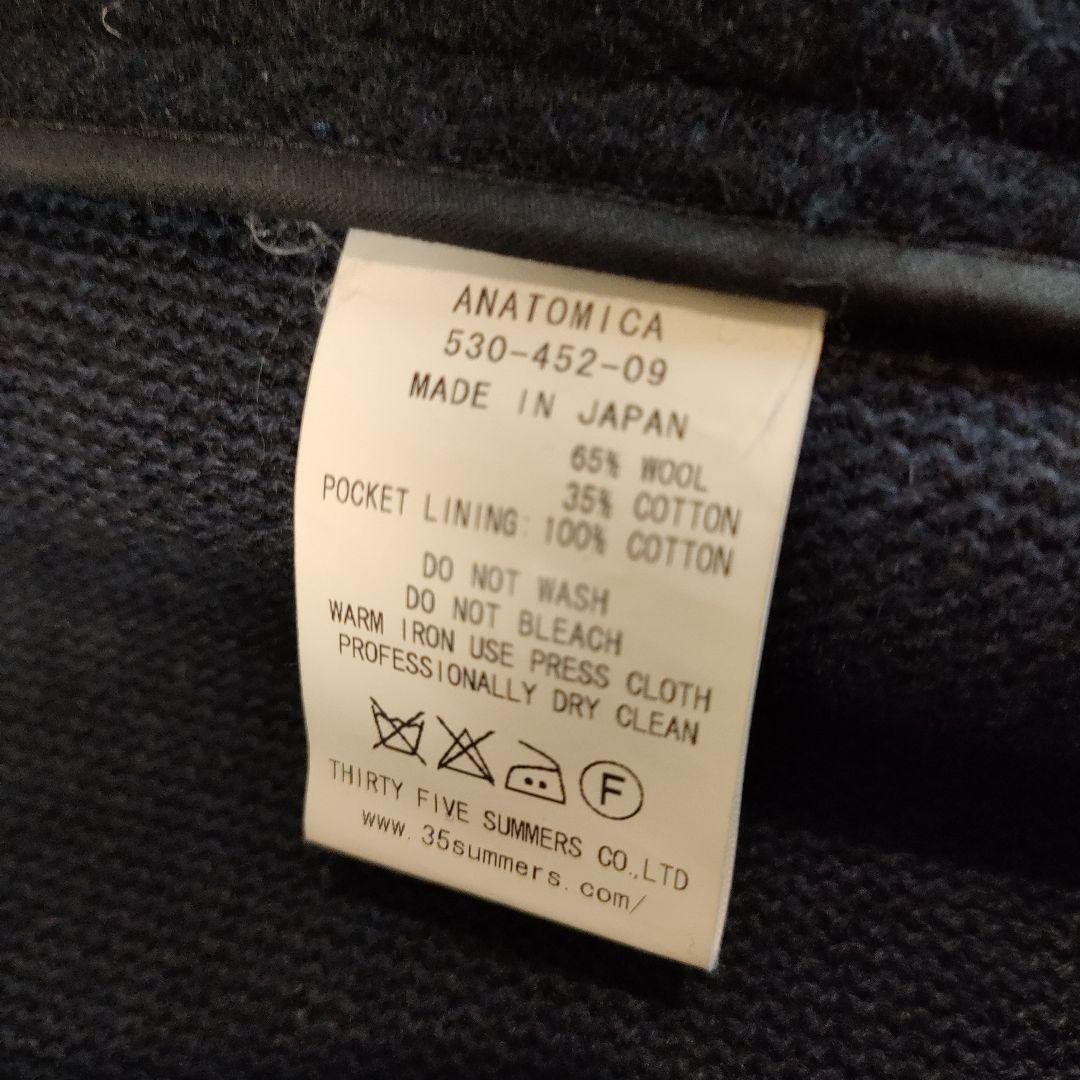 ANATOMICA
530-452-09
MADE IN JAPAN
65% WOOL
35% COTTON
POCKET LINING: 100% COTTON
DO NOT WASH
DO NOT BLEACH
WARM IRON USE PRESS CLOTH
PROFESSIONALLY DRY CLEAN
F
THIRTY FIVE SUMMERS CO.,LTD
www.35summers.com/